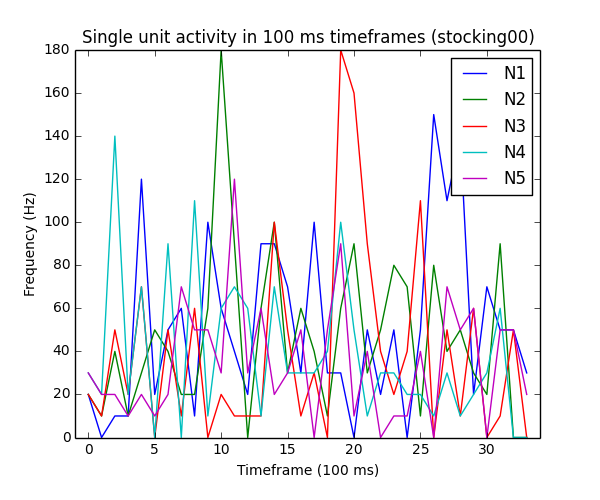 Single unit activity in 100 ms timeframes (stocking00)
180
160
140
120
100
80
60
40
20
0
Frequency (Hz)
N1
N2
N3
N4
N5
0 5 10 15 20 25 30
Timeframe (100 ms)